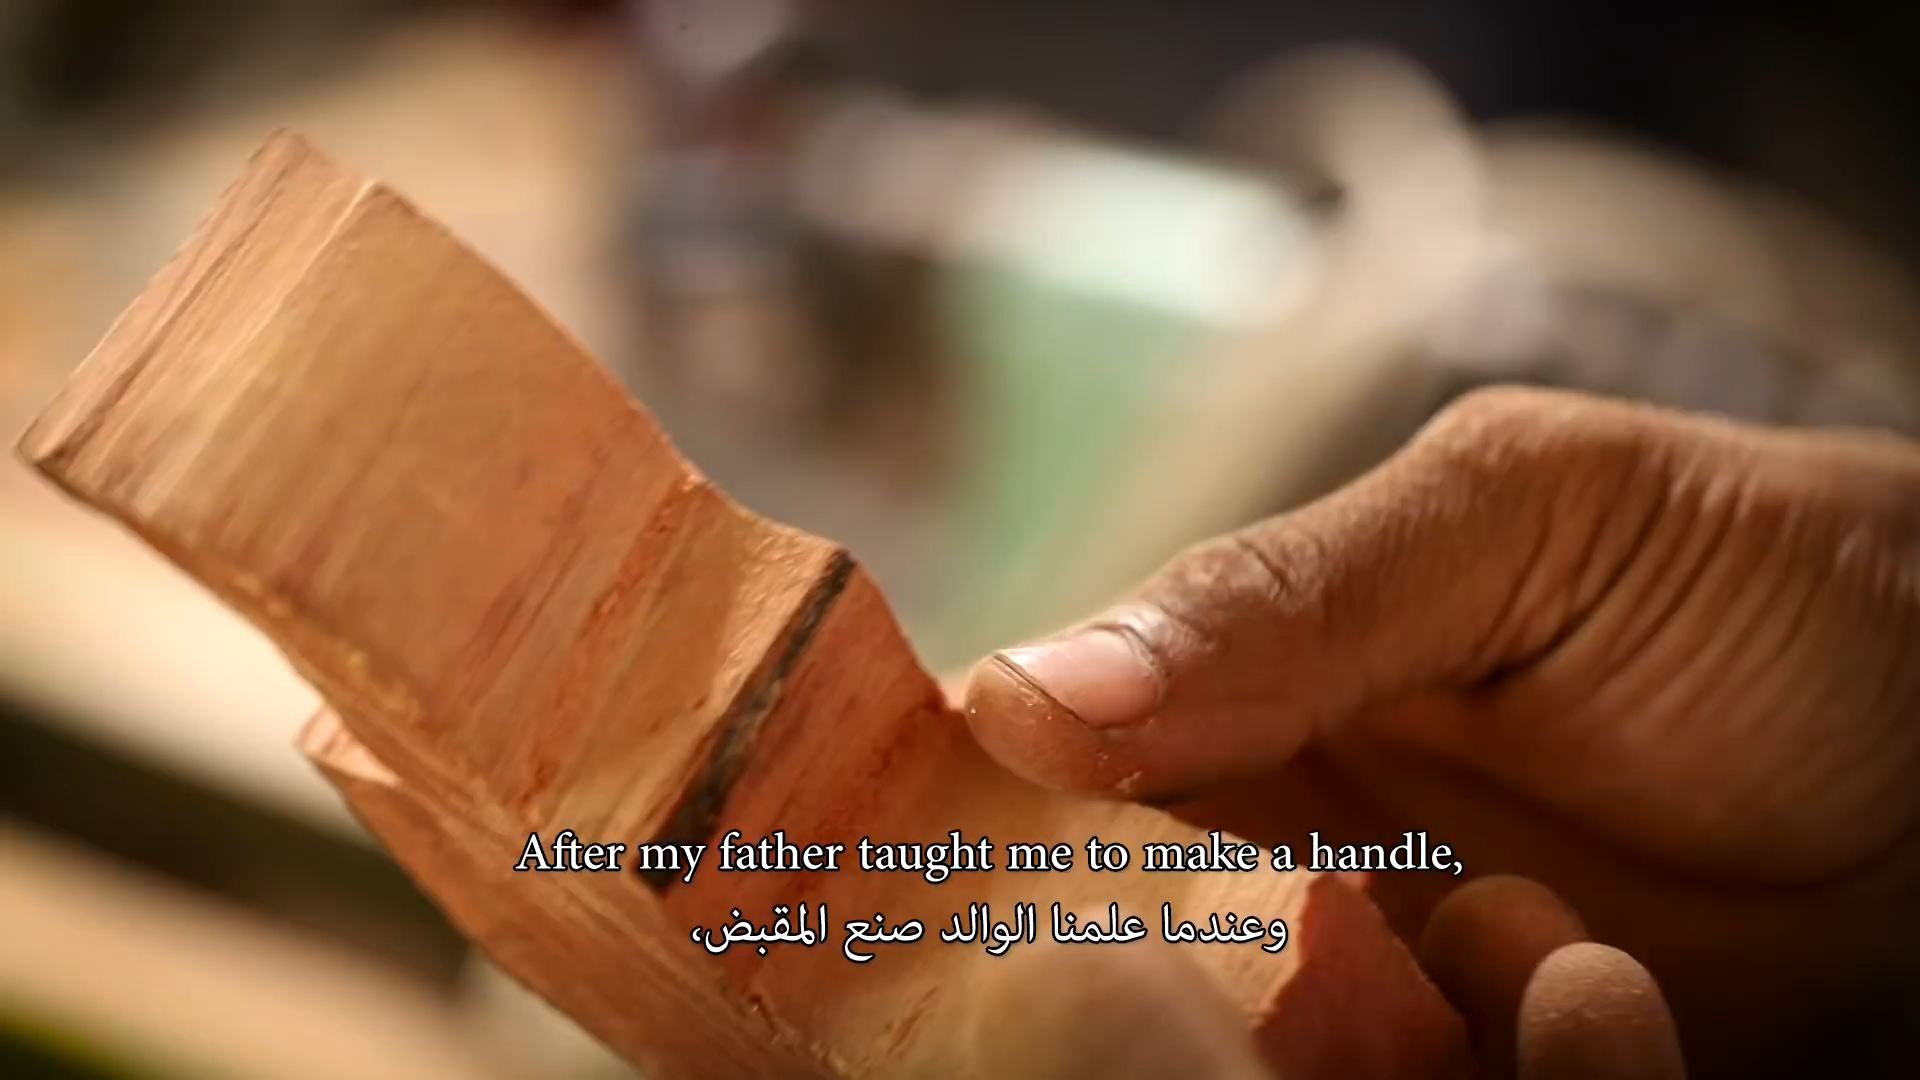 After my father taught me to make a handle,
وعندما علمنا الوالد صنع المقبض،